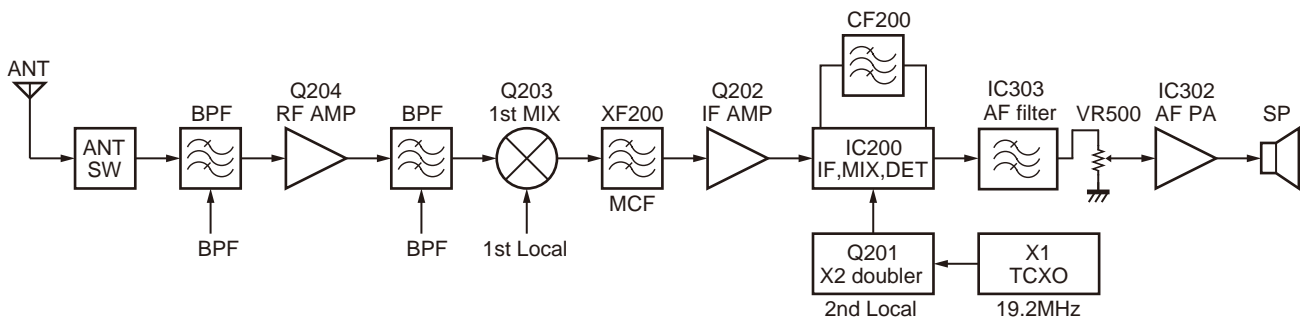 ANT
ANT
SW
BPF
BPF
Q204
RF AMP
BPF
BPF
Q203
1st MIX
1st Local
XF200
MCF
Q202
IF AMP
CF200
IC200
IF,MIX,DET
Q201
X2 doubler
2nd Local
X1
TCXO
19.2MHz
IC303
AF filter
VR500
IC302
AF PA
SP